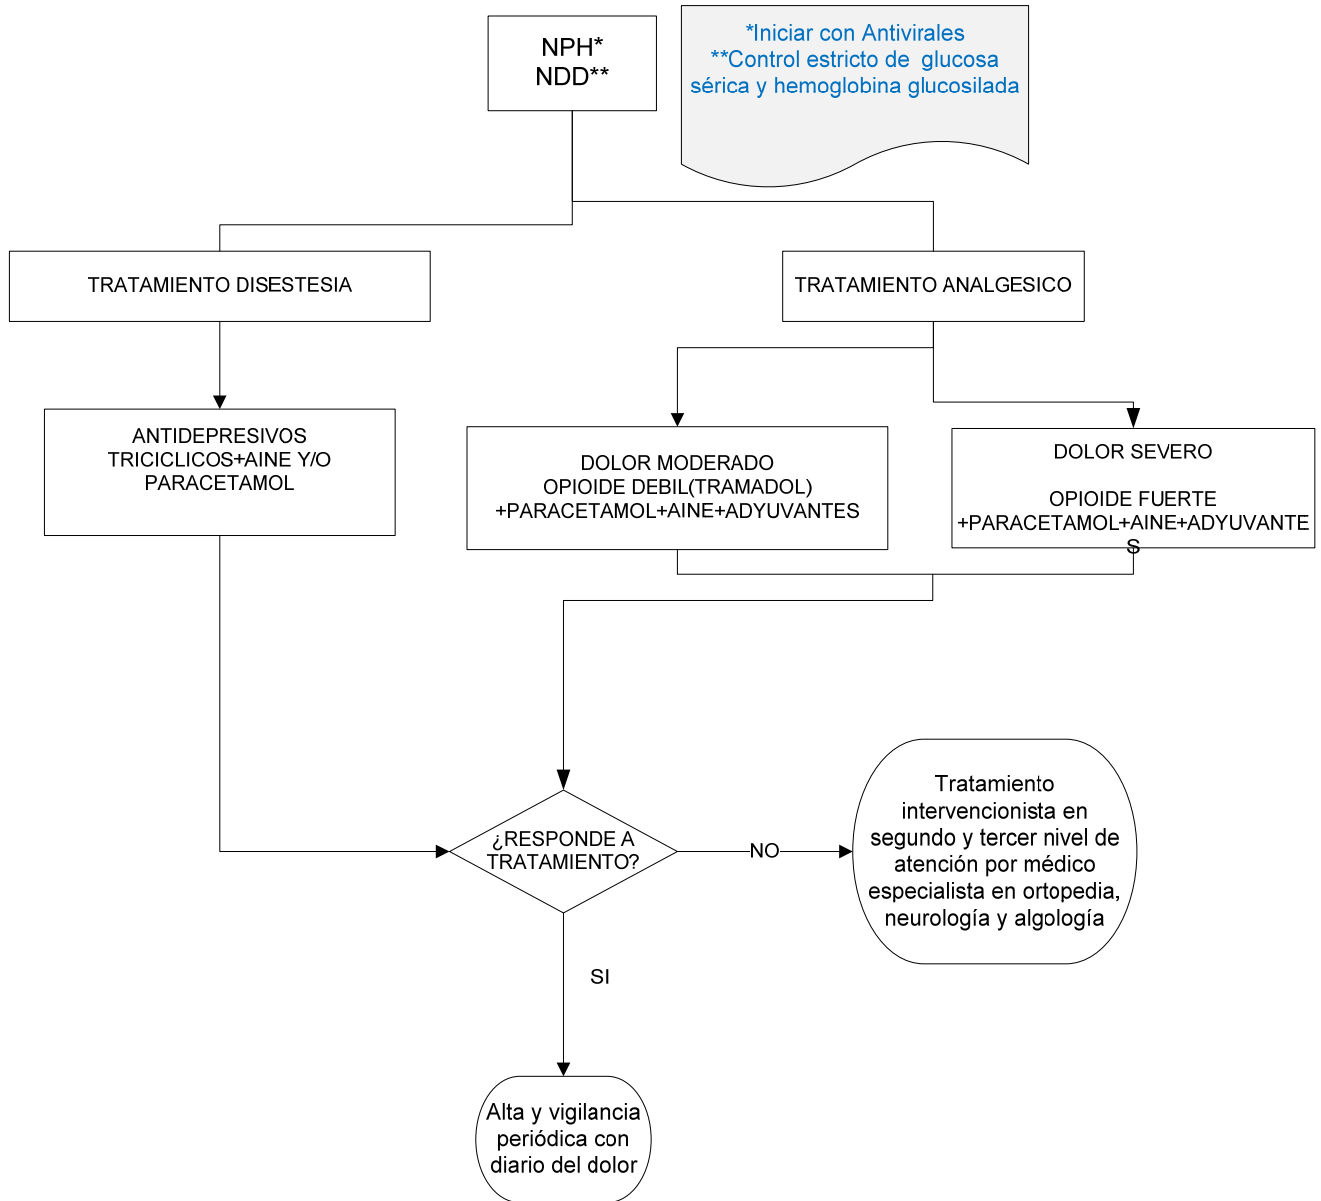 NPH*
NDD**
*Iniciar con Antivirales
**Control estricto de glucosa
sérica y hemoglobina glucosilada
TRATAMIENTO DISESTESIA
TRATAMIENTO ANALGESICO
ANTIDEPRESIVOS
TRICICLICOS+AINE Y/O
PARACETAMOL
DOLOR MODERADO
OPIOIDE DEBIL(TRAMADOL)
+PARACETAMOL+AINE+ADYUVANTES
DOLOR SEVERO
OPIOIDE FUERTE
+PARACETAMOL+AINE+ADYUVANTE
S
¿RESPONDE A
TRATAMIENTO?
NO
Tratamiento
intervencionista en
segundo y tercer nivel de
atención por médico
especialista en ortopedia,
neurología y algología
SI
Alta y vigilancia
periódica con
diario del dolor